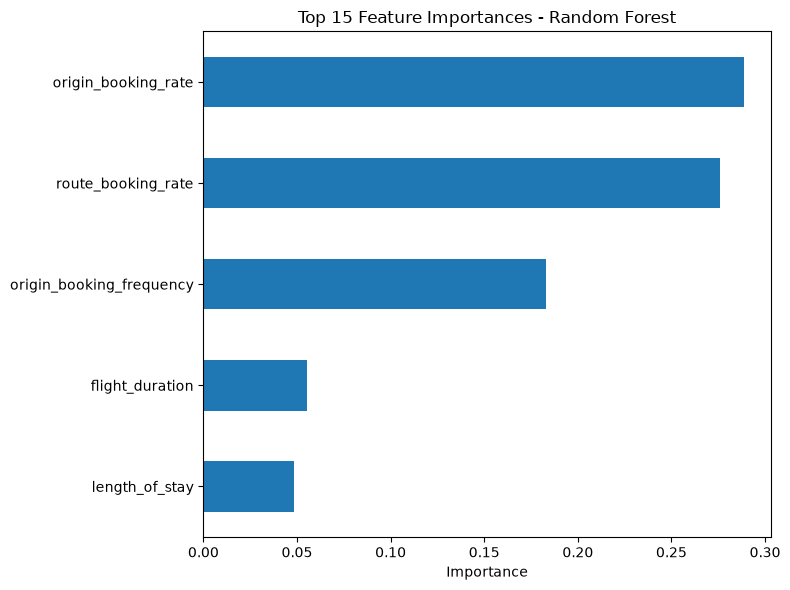 Top 15 Feature Importances - Random Forest
origin_booking_rate
route_booking_rate
origin_booking_frequency
flight_duration
length_of_stay
0.00 0.05 0.10 0.15 0.20 0.25 0.30
Importance